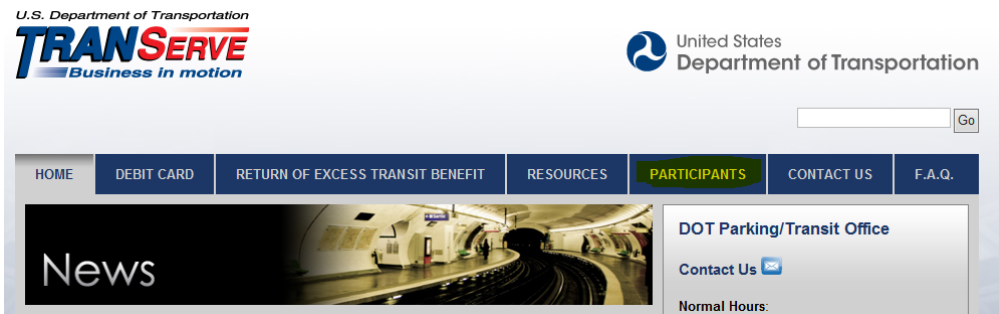 U.S. Department of Transportation
TRANSERVE
Business in motion
United States
Department of Transportation
Go
HOME DEBIT CARD RETURN OF EXCESS TRANSIT BENEFIT RESOURCES PARTICIPANTS CONTACT US F.A.Q.
News
DOT Parking/Transit Office
Contact Us
Normal Hours: